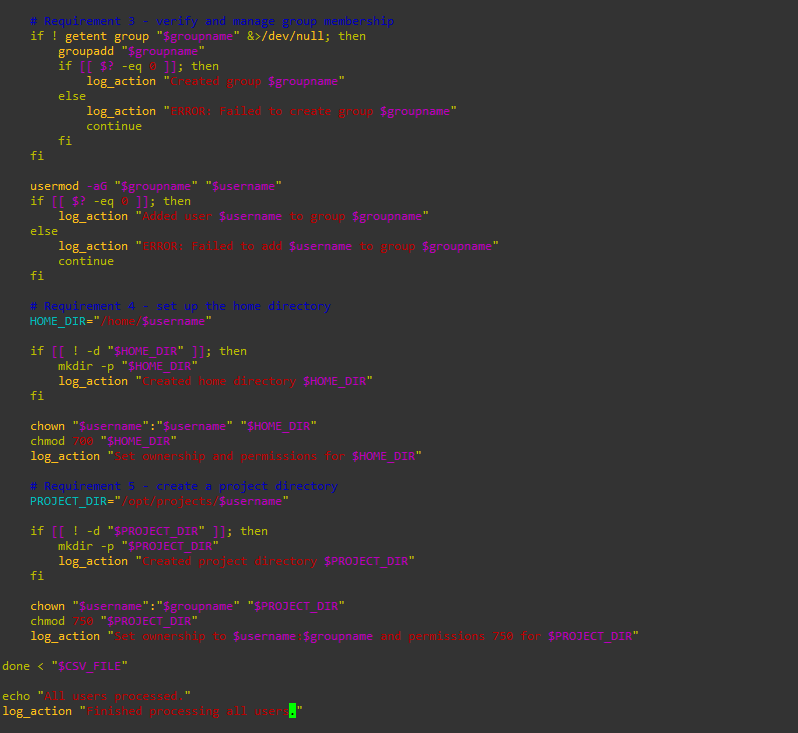 # Requirement 3 - verify and manage group membership
if ! getent group "$groupname" &>/dev/null; then
groupadd "$groupname"
if [[ $? -eq 0 ]]; then
log_action "Created group $groupname"
else
log_action "ERROR: Failed to create group $groupname"
continue
fi
fi
usermod -aG "$groupname" "$username"
if [[ $? -eq 0 ]]; then
log_action "Added user $username to group $groupname"
else
log_action "ERROR: Failed to add $username to group $groupname"
continue
fi
# Requirement 4 - set up the home directory
HOME_DIR="/home/$username"
if [[ ! -d "$HOME_DIR" ]]; then
mkdir -p "$HOME_DIR"
log_action "Created home directory $HOME_DIR"
fi
chown "$username":"$username" "$HOME_DIR"
chmod 700 "$HOME_DIR"
log_action "Set ownership and permissions for $HOME_DIR"
# Requirement 5 - create a project directory
PROJECT_DIR="/opt/projects/$username"
if [[ ! -d "$PROJECT_DIR" ]]; then
mkdir -p "$PROJECT_DIR"
log_action "Created project directory $PROJECT_DIR"
fi
chown "$username":"$groupname" "$PROJECT_DIR"
chmod 750 "$PROJECT_DIR"
log_action "Set ownership to $username:$groupname and permissions 750 for $PROJECT_DIR"
done < "$CSV_FILE"
echo "All users processed."
log_action "Finished processing all users."